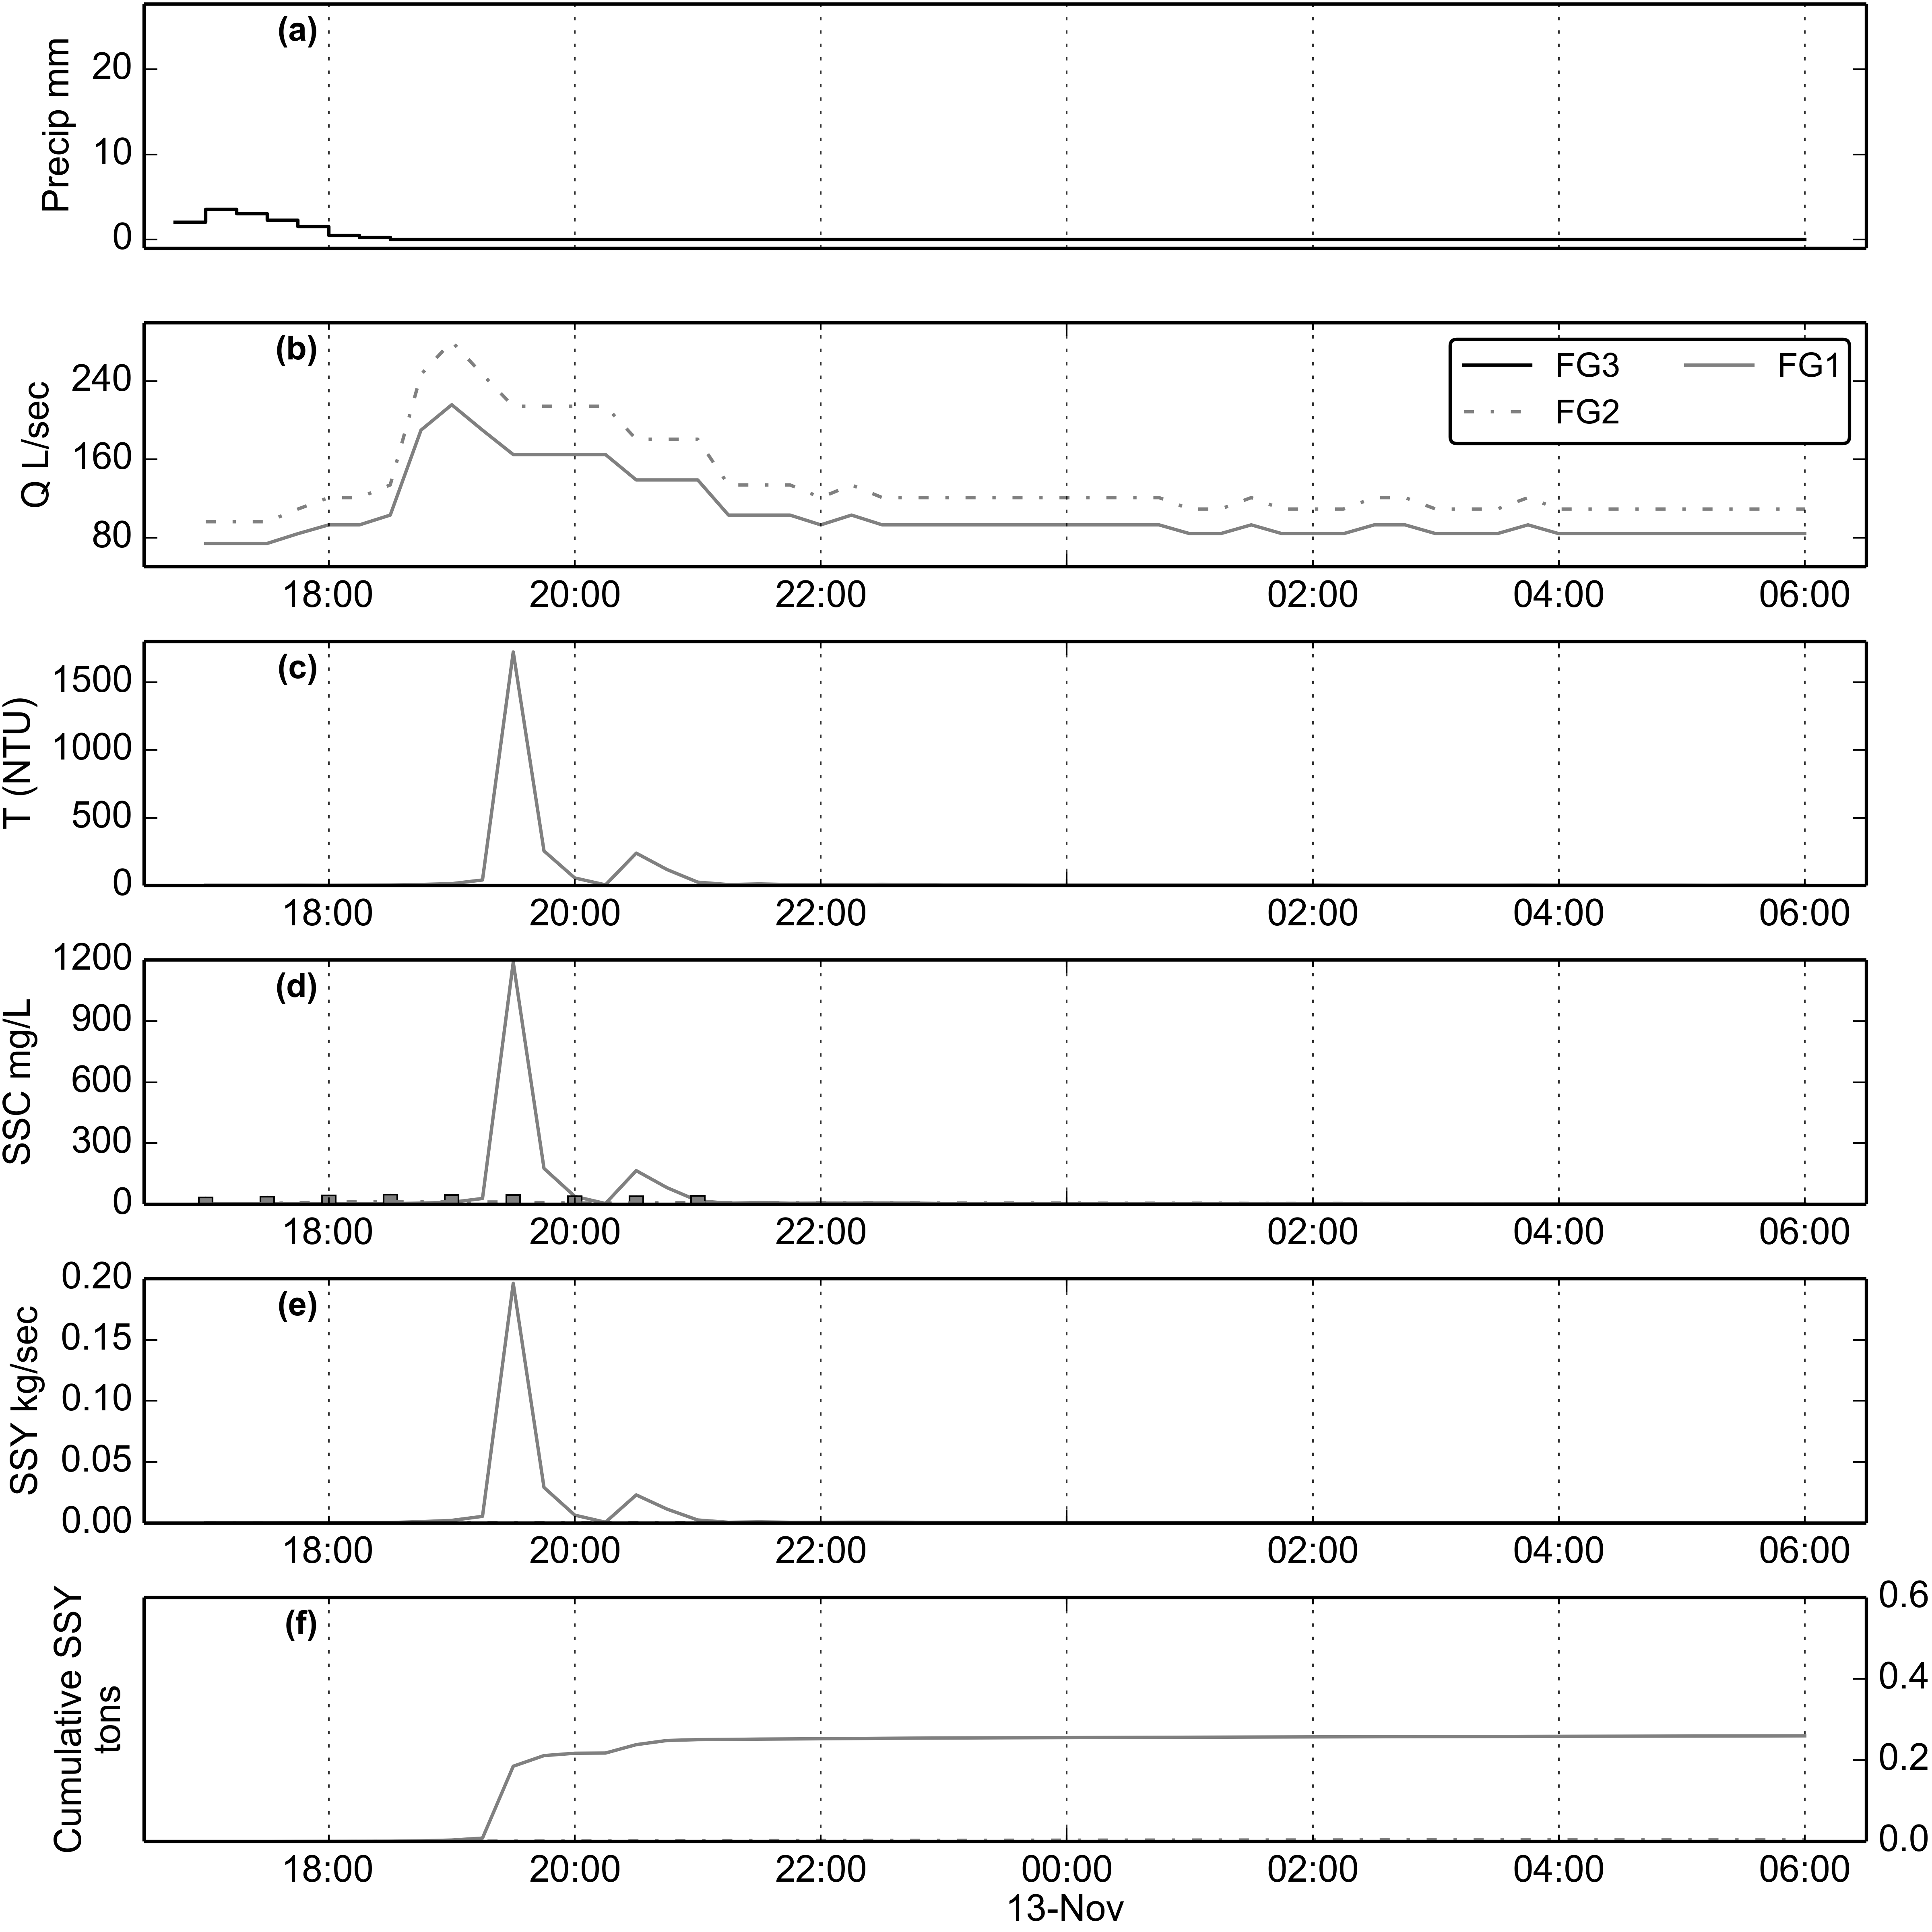 (a)
Precip mm
20
10
0
(b)
Q L/sec
240
160
80
FG3 FG1
FG2
18:00 20:00 22:00 02:00 04:00 06:00
(c)
T (NTU)
1500
1000
500
0
18:00 20:00 22:00 02:00 04:00 06:00
(d)
SSC mg/L
1200
900
600
300
0
18:00 20:00 22:00 02:00 04:00 06:00
(e)
SSY kg/sec
0.20
0.15
0.10
0.05
0.00
18:00 20:00 22:00 02:00 04:00 06:00
(f)
Cumulative SSY
tons
0.6
0.4
0.2
0.0
18:00 20:00 22:00 00:00 02:00 04:00 06:00
13-Nov